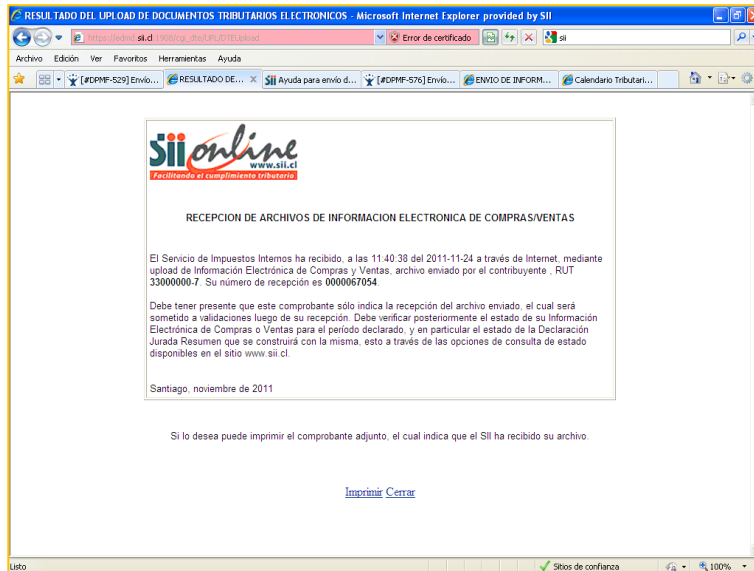 RESULTADO DEL UPLOAD DE DOCUMENTOS TRIBUTARIOS ELECTRONICOS - Microsoft Internet Explorer provided by SII
sii.cl
Error de certificado
sii
Archivo Edición Ver Favoritos Herramientas Ayuda
[#DPMF-529] Envío... RESULTADO DE... Sii Ayuda para envío d... [#DPMF-576] Envío... ENVIO DE INFORM... Calendario Tributari...
Sii online
www.sii.cl
Facilitando el cumplimiento tributario
RECEPCION DE ARCHIVOS DE INFORMACION ELECTRONICA DE COMPRAS/VENTAS
El Servicio de Impuestos Internos ha recibido, a las 11:40:38 del 2011-11-24 a través de Internet, mediante
upload de Información Electrónica de Compras y Ventas, archivo enviado por el contribuyente , RUT
33000000-7. Su número de recepción es 0000067054.
Debe tener presente que este comprobante sólo indica la recepción del archivo enviado, el cual será
sometido a validaciones luego de su recepción. Debe verificar posteriormente el estado de su Información
Electrónica de Compras o Ventas para el período declarado, y en particular el estado de la Declaración
Jurada Resumen que se construirá con la misma, esto a través de las opciones de consulta de estado
disponibles en el sitio www.sii.cl.
Santiago, noviembre de 2011
Si lo desea puede imprimir el comprobante adjunto, el cual indica que el SII ha recibido su archivo.
Imprimir Cerrar
Listo
Sitios de confianza
100%